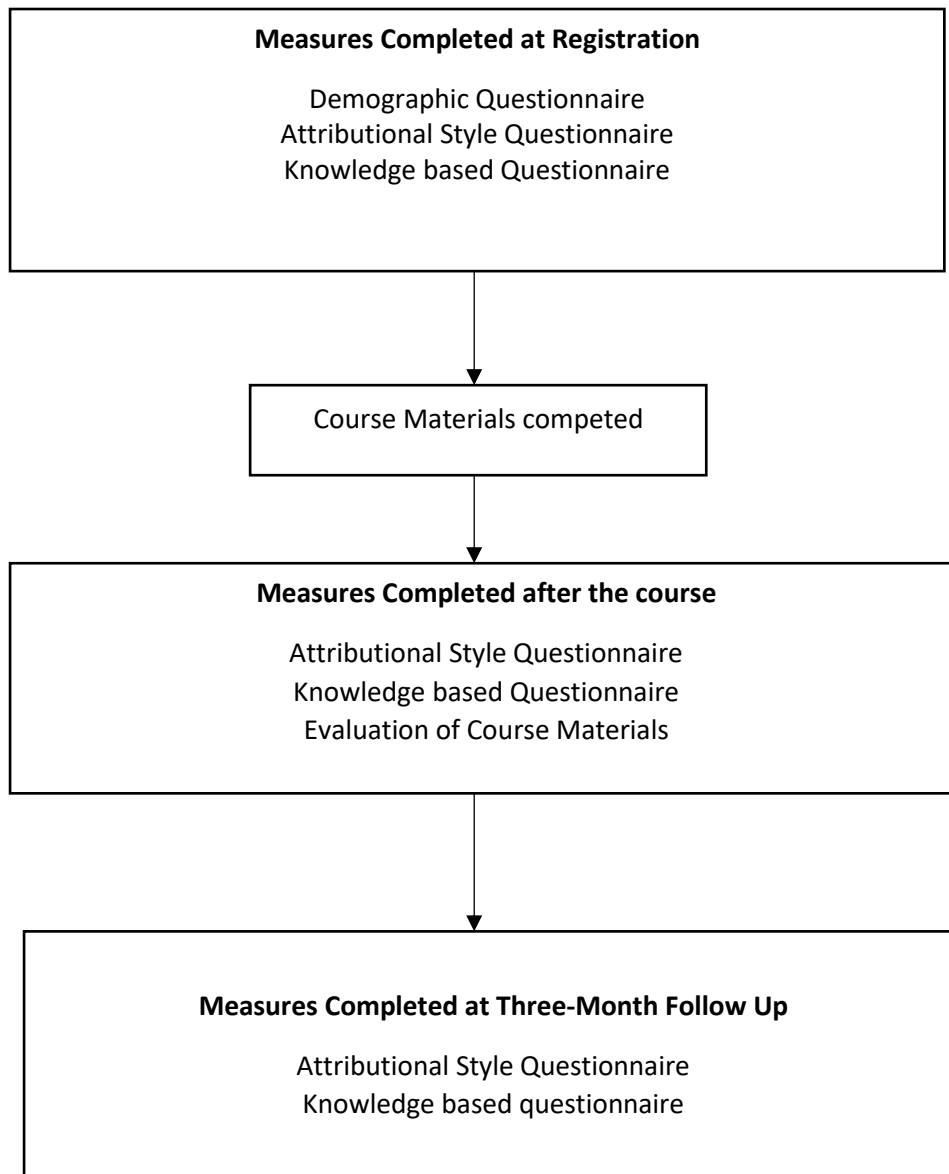 Measures Completed at Registration
Demographic Questionnaire
Attributional Style Questionnaire
Knowledge based Questionnaire
Course Materials competed
Measures Completed after the course
Attributional Style Questionnaire
Knowledge based Questionnaire
Evaluation of Course Materials
Measures Completed at Three-Month Follow Up
Attributional Style Questionnaire
Knowledge based questionnaire